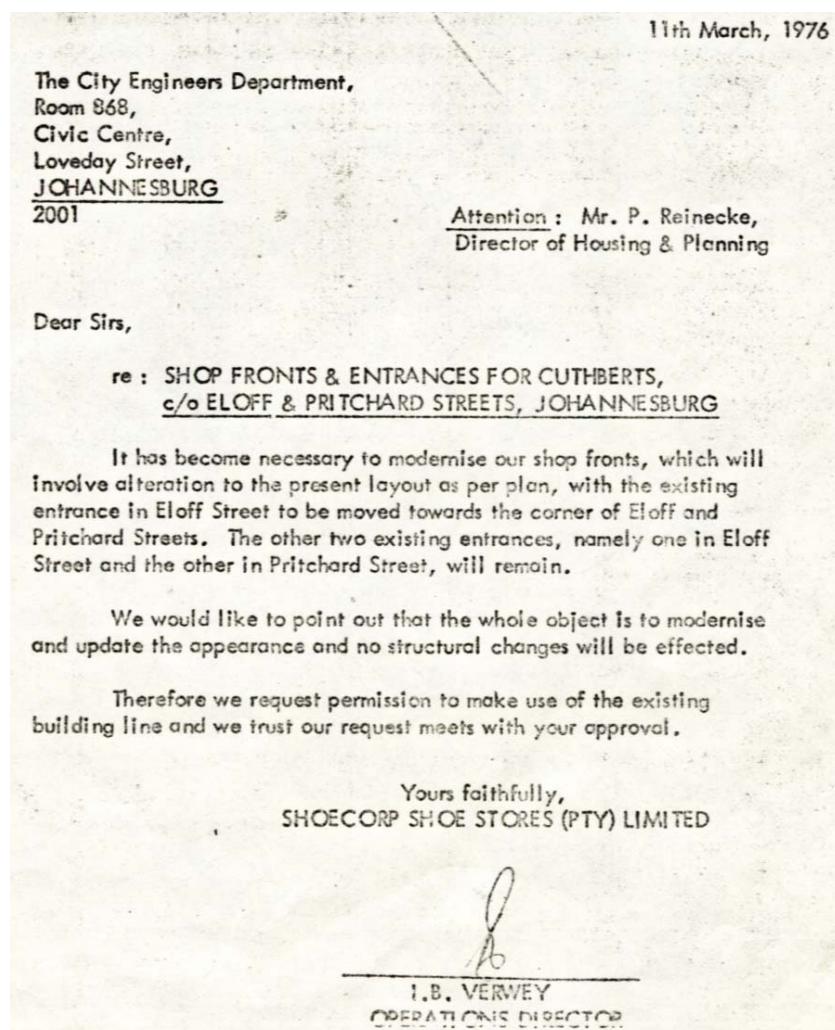 11th March, 1976
The City Engineers Department,
Room 868,
Civic Centre,
Loveday Street,
JOHANNESBURG
2001
Attention : Mr. P. Reinecke,
Director of Housing & Planning
Dear Sirs,
re : SHOP FRONTS & ENTRANCES FOR CUTHBERTS,
c/o ELOFF & PRITCHARD STREETS, JOHANNESBURG
It has become necessary to modernise our shop fronts, which will
involve alteration to the present layout as per plan, with the existing
entrance in Eloff Street to be moved towards the corner of Eloff and
Pritchard Streets. The other two existing entrances, namely one in Eloff
Street and the other in Pritchard Street, will remain.
We would like to point out that the whole object is to modernise
and update the appearance and no structural changes will be effected.
Therefore we request permission to make use of the existing
building line and we trust our request meets with your approval.
Yours faithfully,
SHOECORP SHOE STORES (PTY) LIMITED
I.B. VERWEY
OPERATIONS DIRECTOR